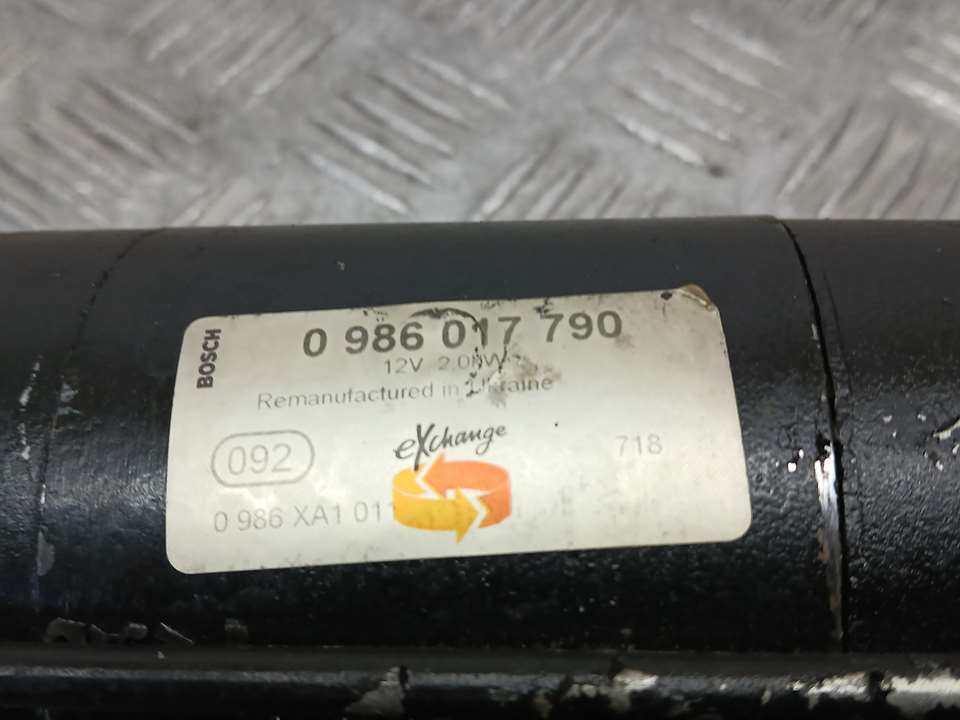 BOSCH
0 986 017 790
12V 2.0kW
Remanufactured in Ukraine
eXchange
092
718
0 986 XA1 011